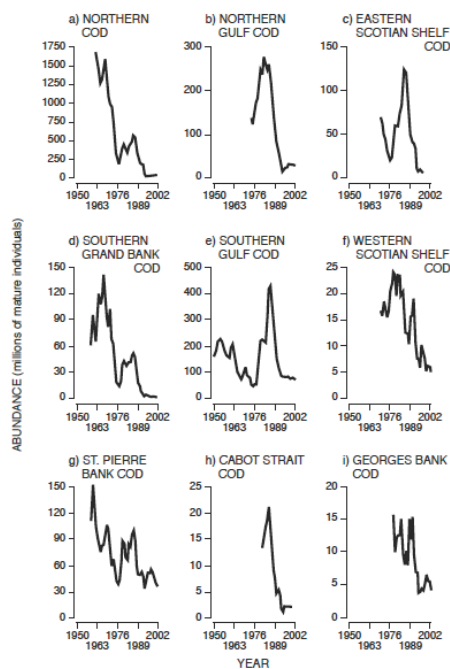 a) NORTHERN
COD
b) NORTHERN
GULF COD
c) EASTERN
SCOTIAN SHELF
COD
1750
1500
1250
1000
750
500
250
0
300
200
100
0
150
100
50
0
1950 1976 2002
1963 1989
1950 1976 2002
1963 1989
1950 1976 2002
1963 1989
d) SOUTHERN
GRAND BANK
COD
e) SOUTHERN
GULF COD
f) WESTERN
SCOTIAN SHELF
COD
150
120
90
60
30
0
500
400
300
200
100
0
25
20
15
10
5
0
1950 1976 2002
1963 1989
1950 1976 2002
1963 1989
1950 1976 2002
1963 1989
g) ST. PIERRE
BANK COD
h) CABOT STRAIT
COD
i) GEORGES BANK
COD
150
120
90
60
30
0
25
20
15
10
5
0
20
15
10
5
0
1950 1976 2002
1963 1989
1950 1976 2002
1963 1989
1950 1976 2002
1963 1989
ABUNDANCE (millions of mature individuals)
YEAR